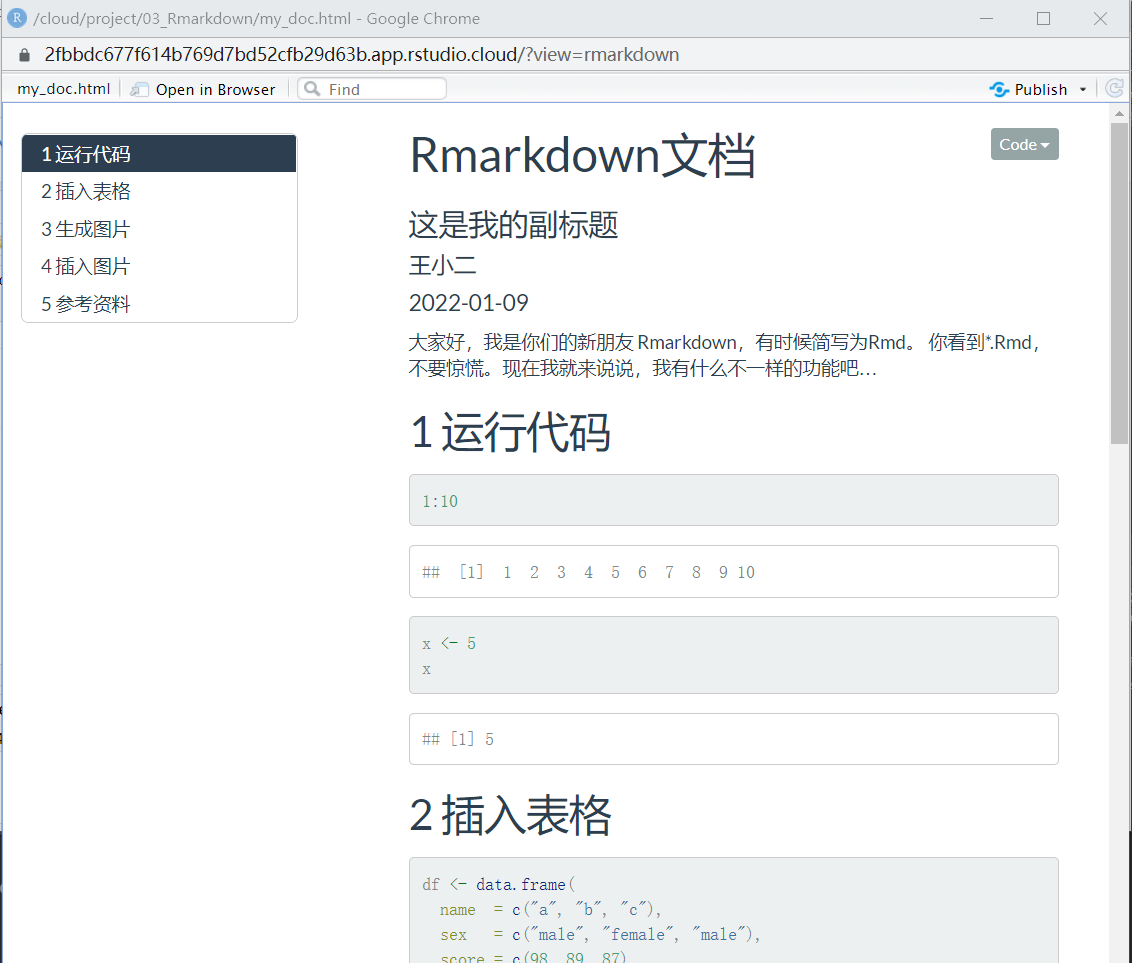 /cloud/project/03_Rmarkdown/my_doc.html - Google Chrome
2fbbdc677f614b769d7bd52cfb29d63b.app.rstudio.cloud/?view=rmarkdown
my_doc.html Open in Browser Find Publish
1 运行代码
2 插入表格
3 生成图片
4 插入图片
5 参考资料
Rmarkdown文档
Code
这是我的副标题
王小二
2022-01-09
大家好，我是你们的新朋友 Rmarkdown，有时候简写为Rmd。 你看到*.Rmd，
不要惊慌。现在我就来说说，我有什么不一样的功能吧…
1 运行代码
1:10
##  [1]  1  2  3  4  5  6  7  8  9 10
x <- 5
x
## [1] 5
2 插入表格
df <- data.frame(
  name  = c("a", "b", "c"),
  sex   = c("male", "female", "male"),
  score = c(98, 89, 87)